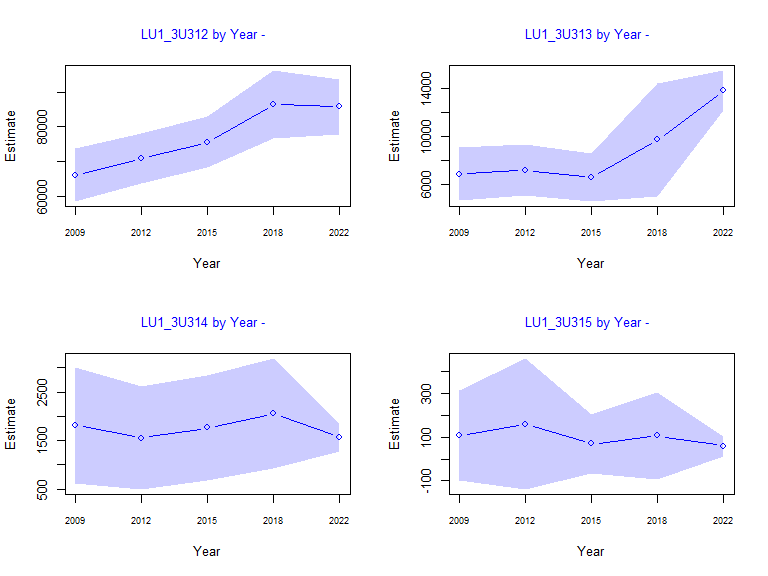 LU1_3U312 by Year -
Estimate
60000
80000
2009
2012
2015
2018
2022
Year
LU1_3U313 by Year -
Estimate
6000
10000
14000
2009
2012
2015
2018
2022
Year
LU1_3U314 by Year -
Estimate
500
1500
2500
2009
2012
2015
2018
2022
Year
LU1_3U315 by Year -
Estimate
-100
100
300
2009
2012
2015
2018
2022
Year